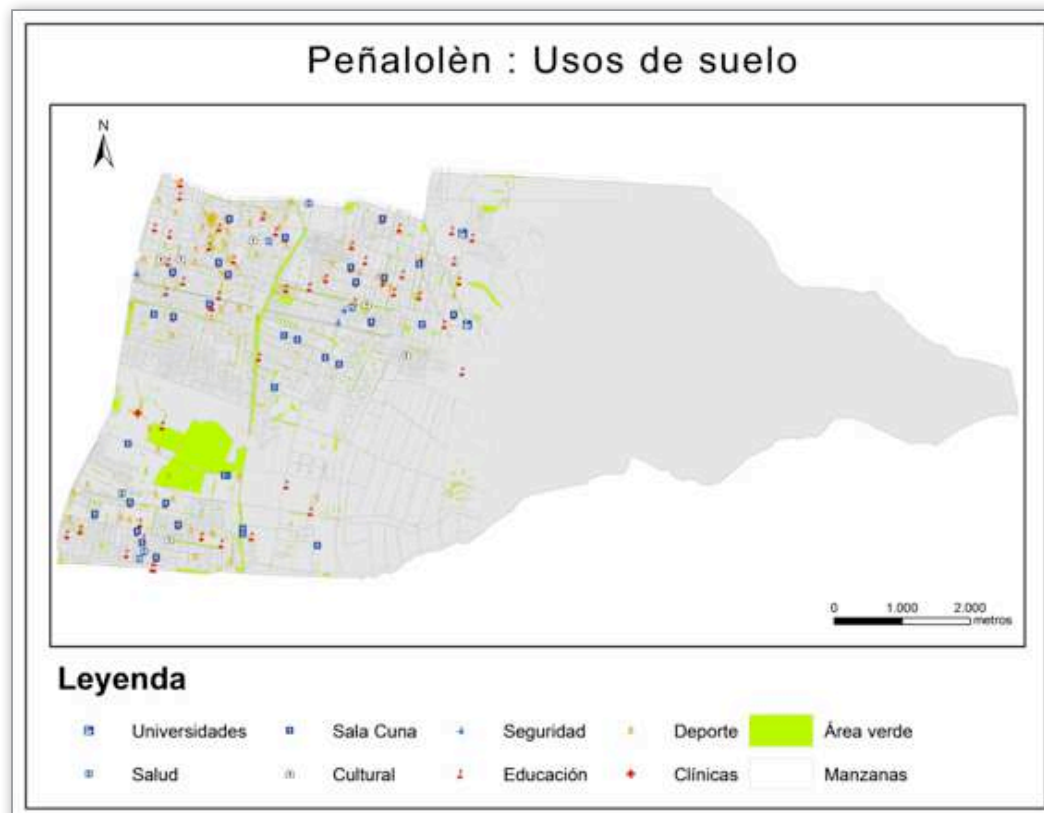 Peñalolèn : Usos de suelo
N
0 1.000 2.000
metros
Leyenda
Universidades Sala Cuna Seguridad Deporte Área verde
Salud Cultural Educación Clínicas Manzanas